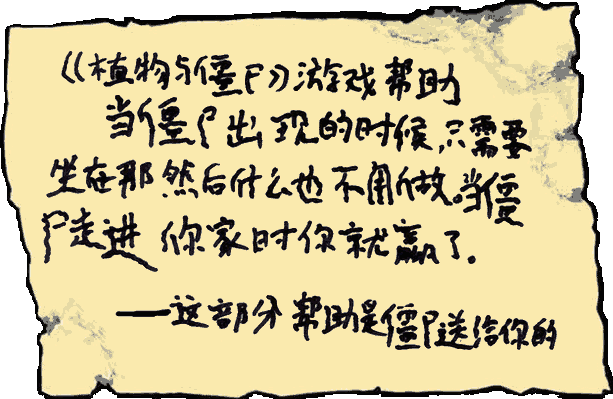 《植物与僵尸》游戏帮助
当僵尸出现的时候,只需要
坐在那然后什么也不用做。当僵
尸走进你家时你就赢了。
——这部分帮助是僵尸送给你的